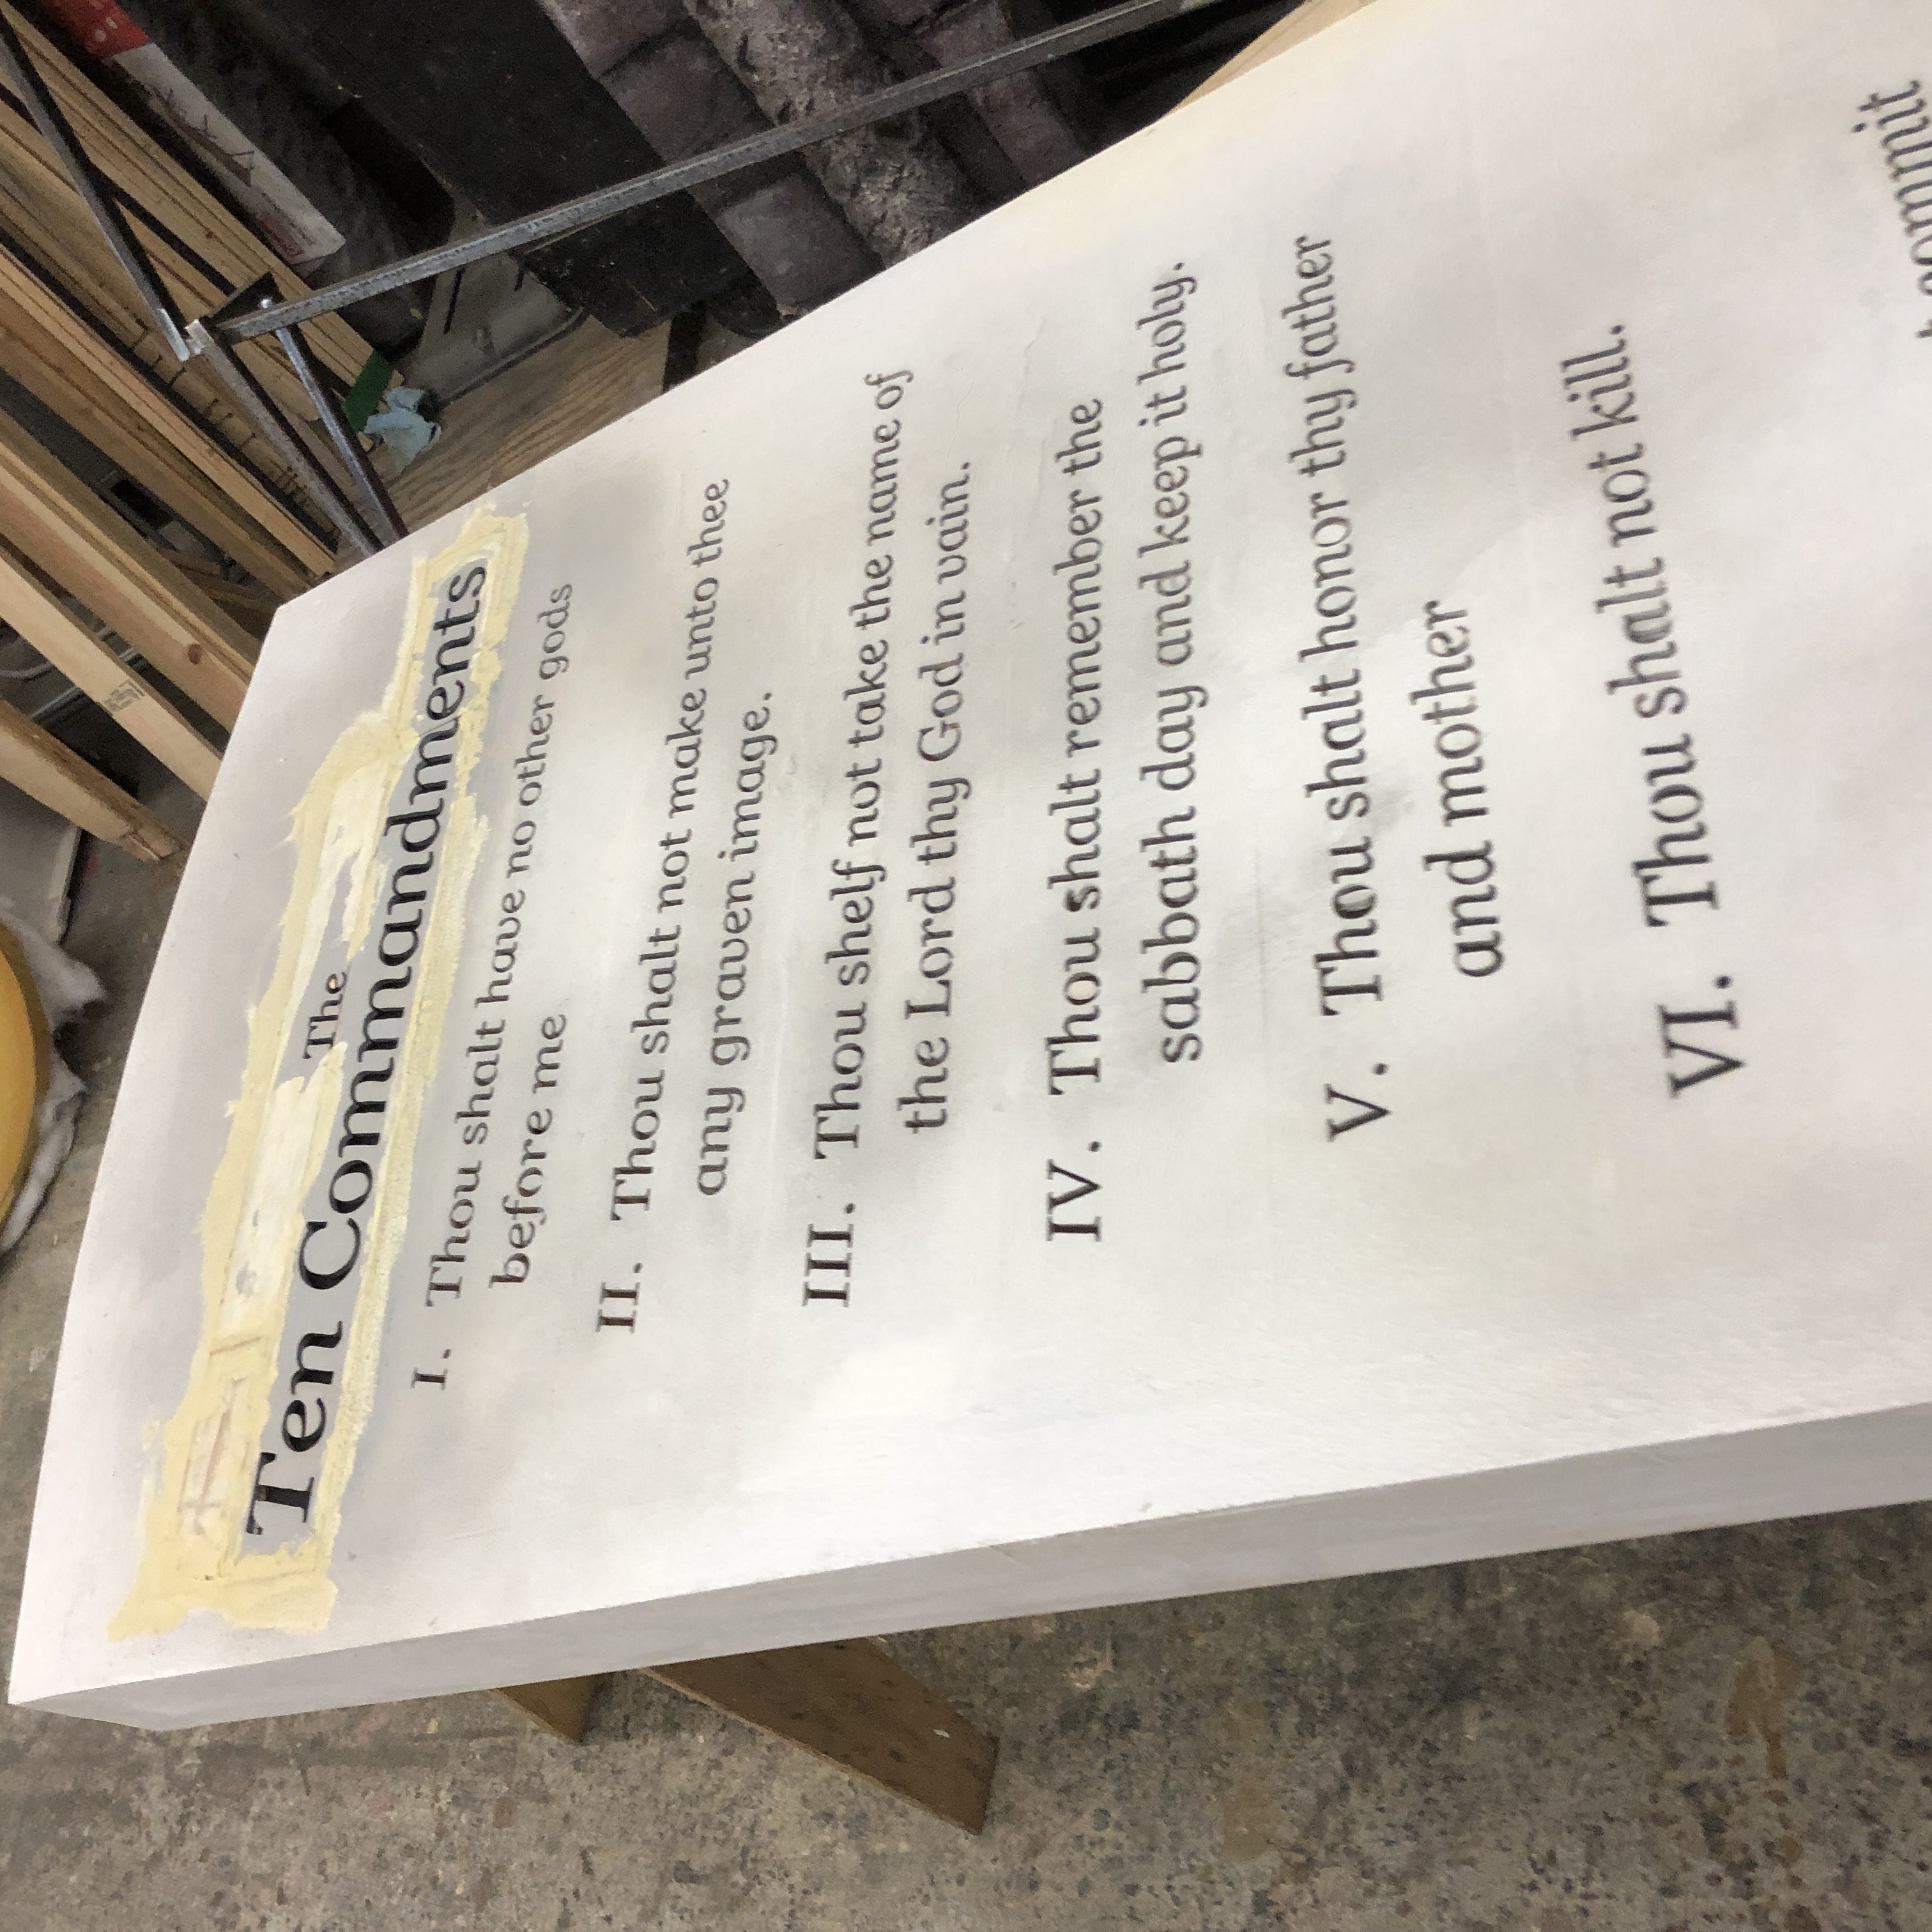 The
Ten Commandments
I. Thou shalt have no other gods
before me
II. Thou shalt not make unto thee
any graven image.
III. Thou shelf not take the name of
the Lord thy God in vain.
IV. Thou shalt remember the
sabbath day and keep it holy.
V. Thou shalt honor thy father
and mother
VI. Thou shalt not kill.
commit